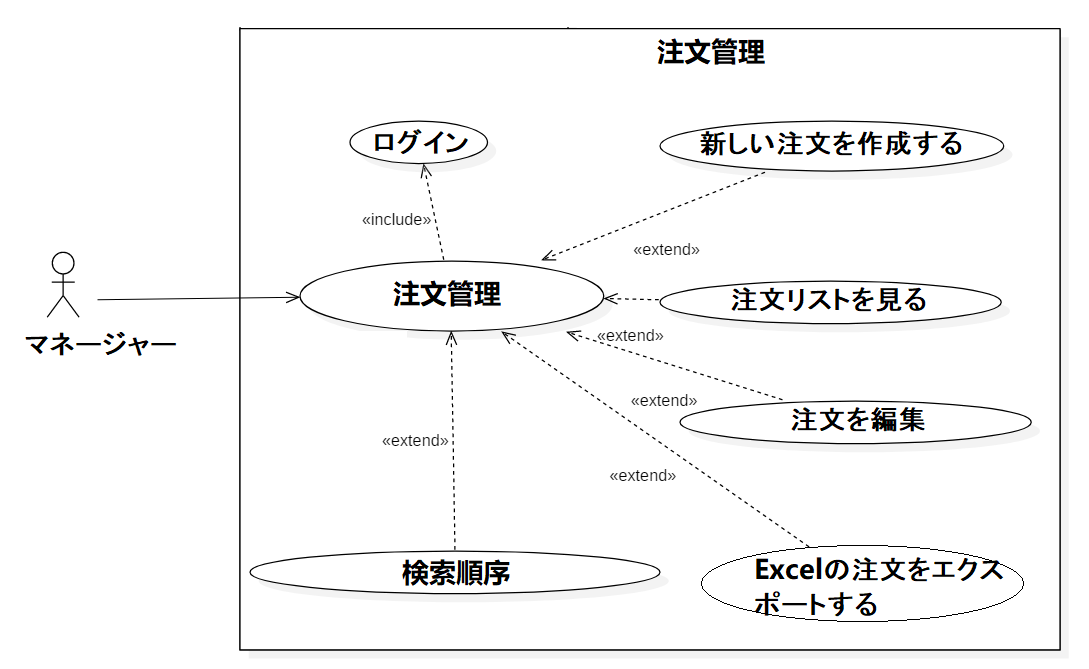 注文管理
ログイン
新しい注文を作成する
«include»
«extend»
注文管理
注文リストを見る
マネージャー
«extend»
«extend»
注文を編集
«extend»
«extend»
検索順序
Excelの注文をエクス
ポートする